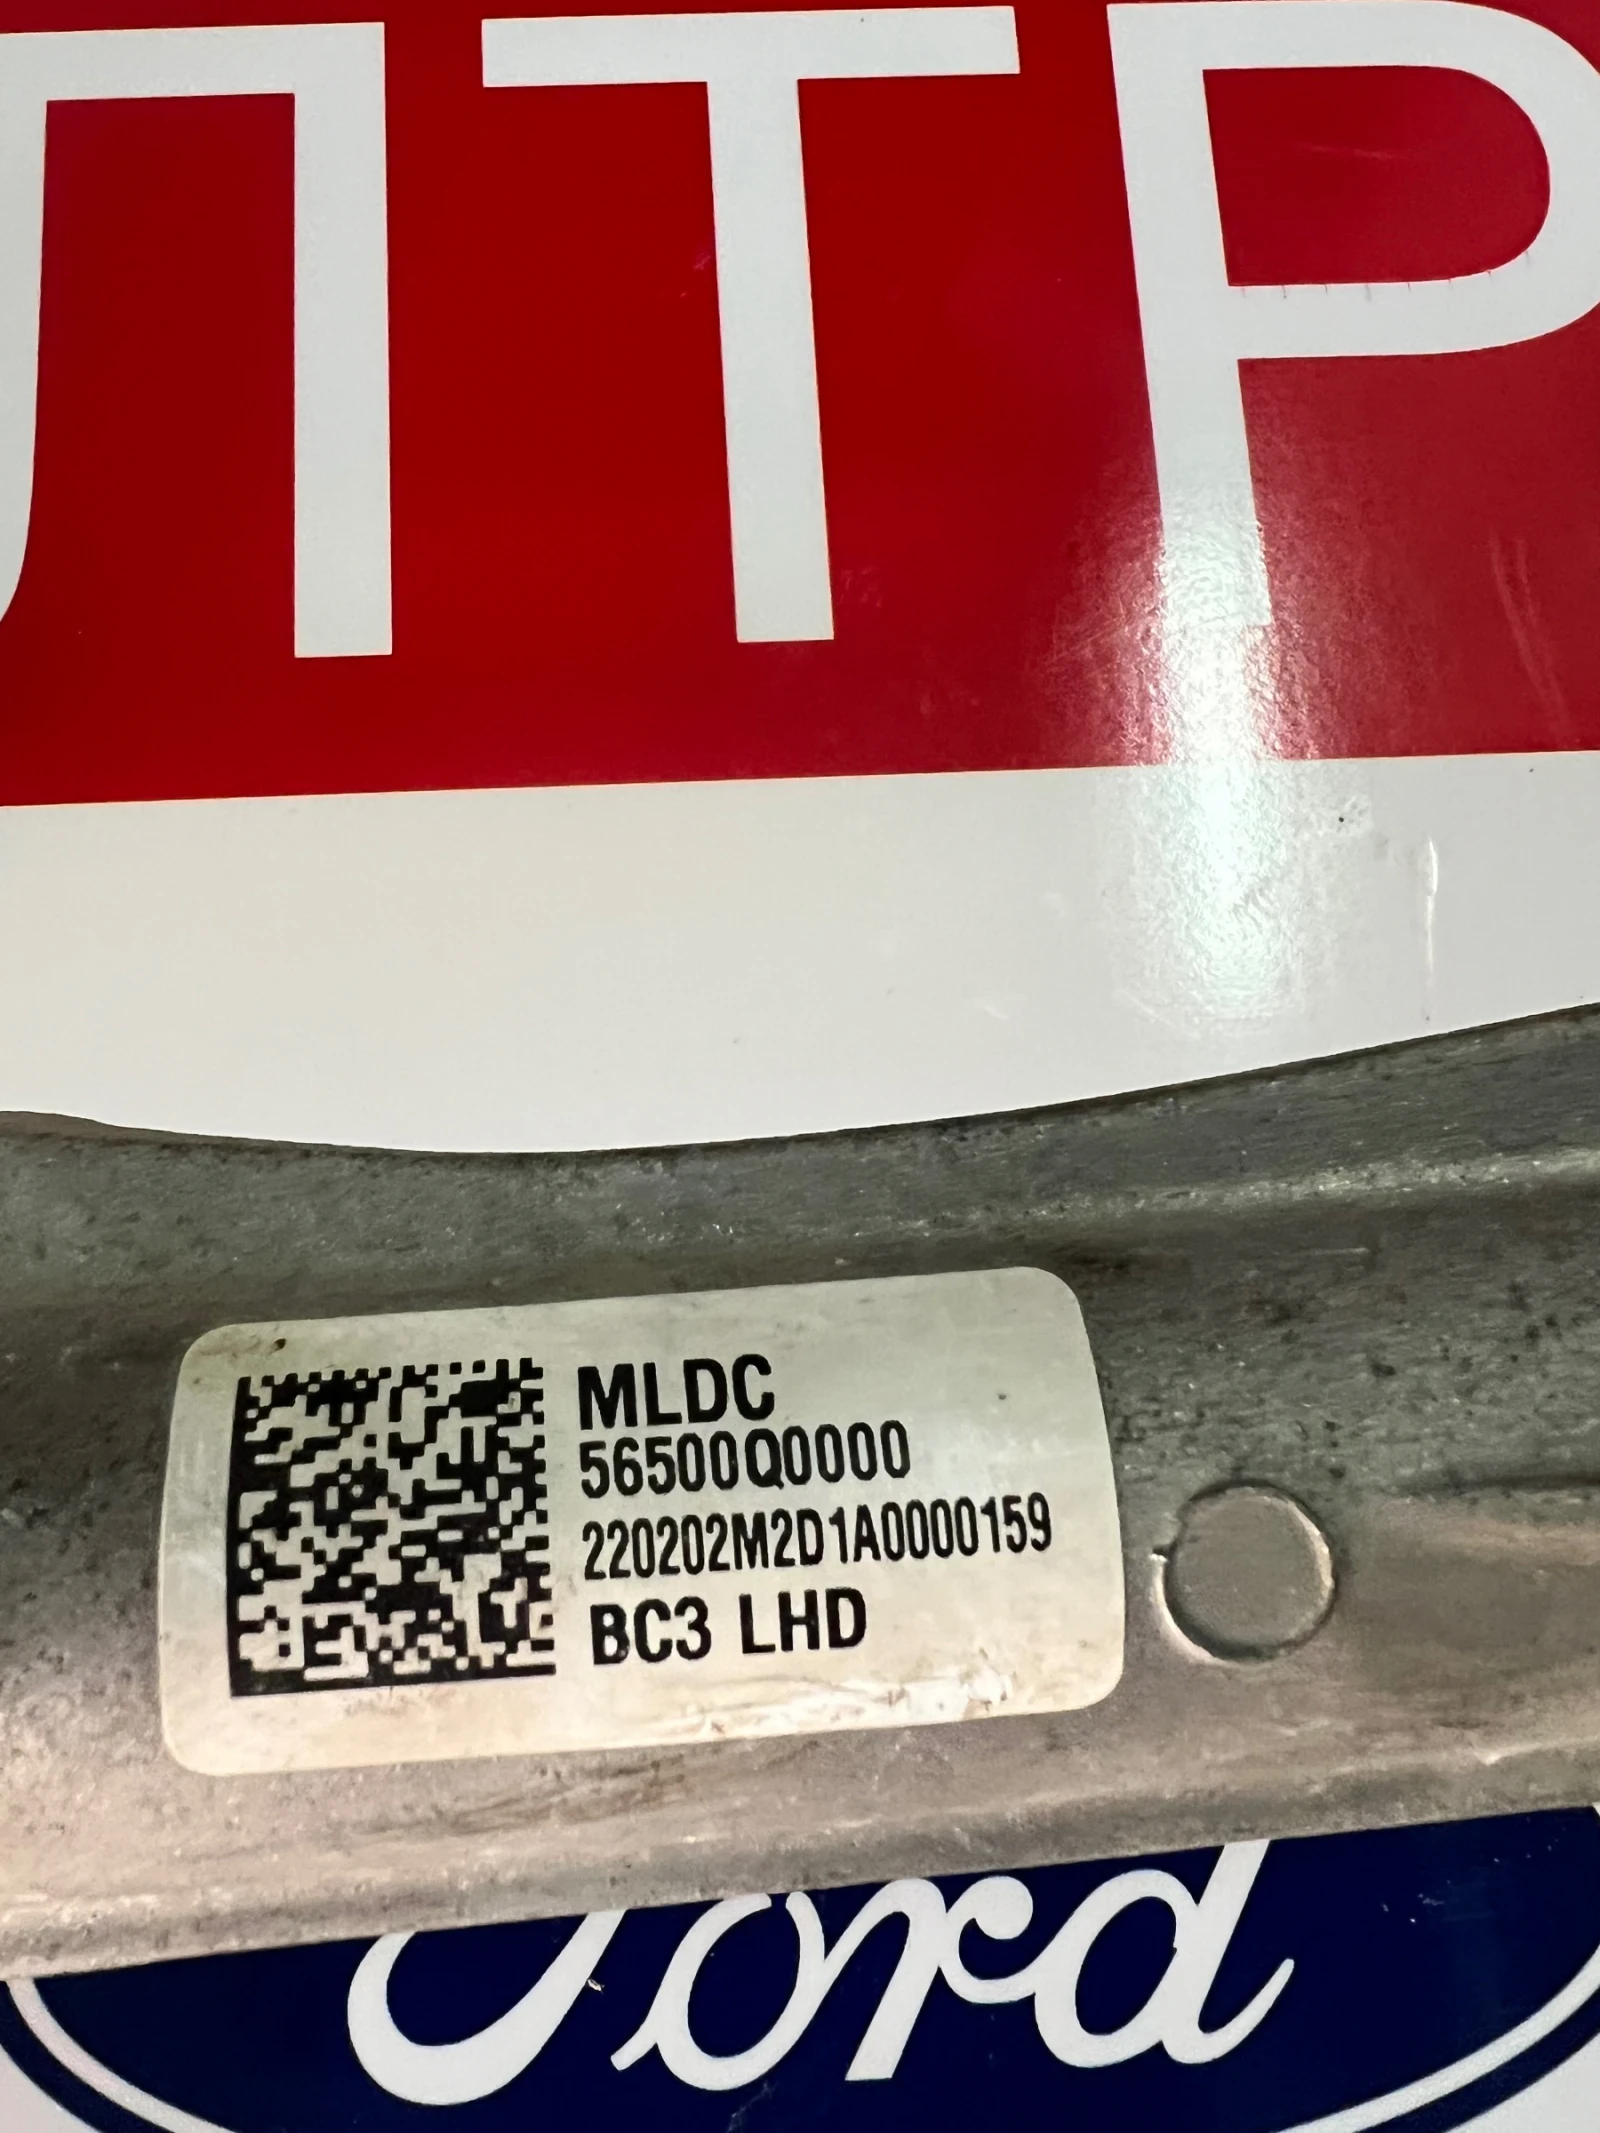 ЛТР
MLDC
56500Q0000
220202M2D1A0000159
BC3 LHD
Ford